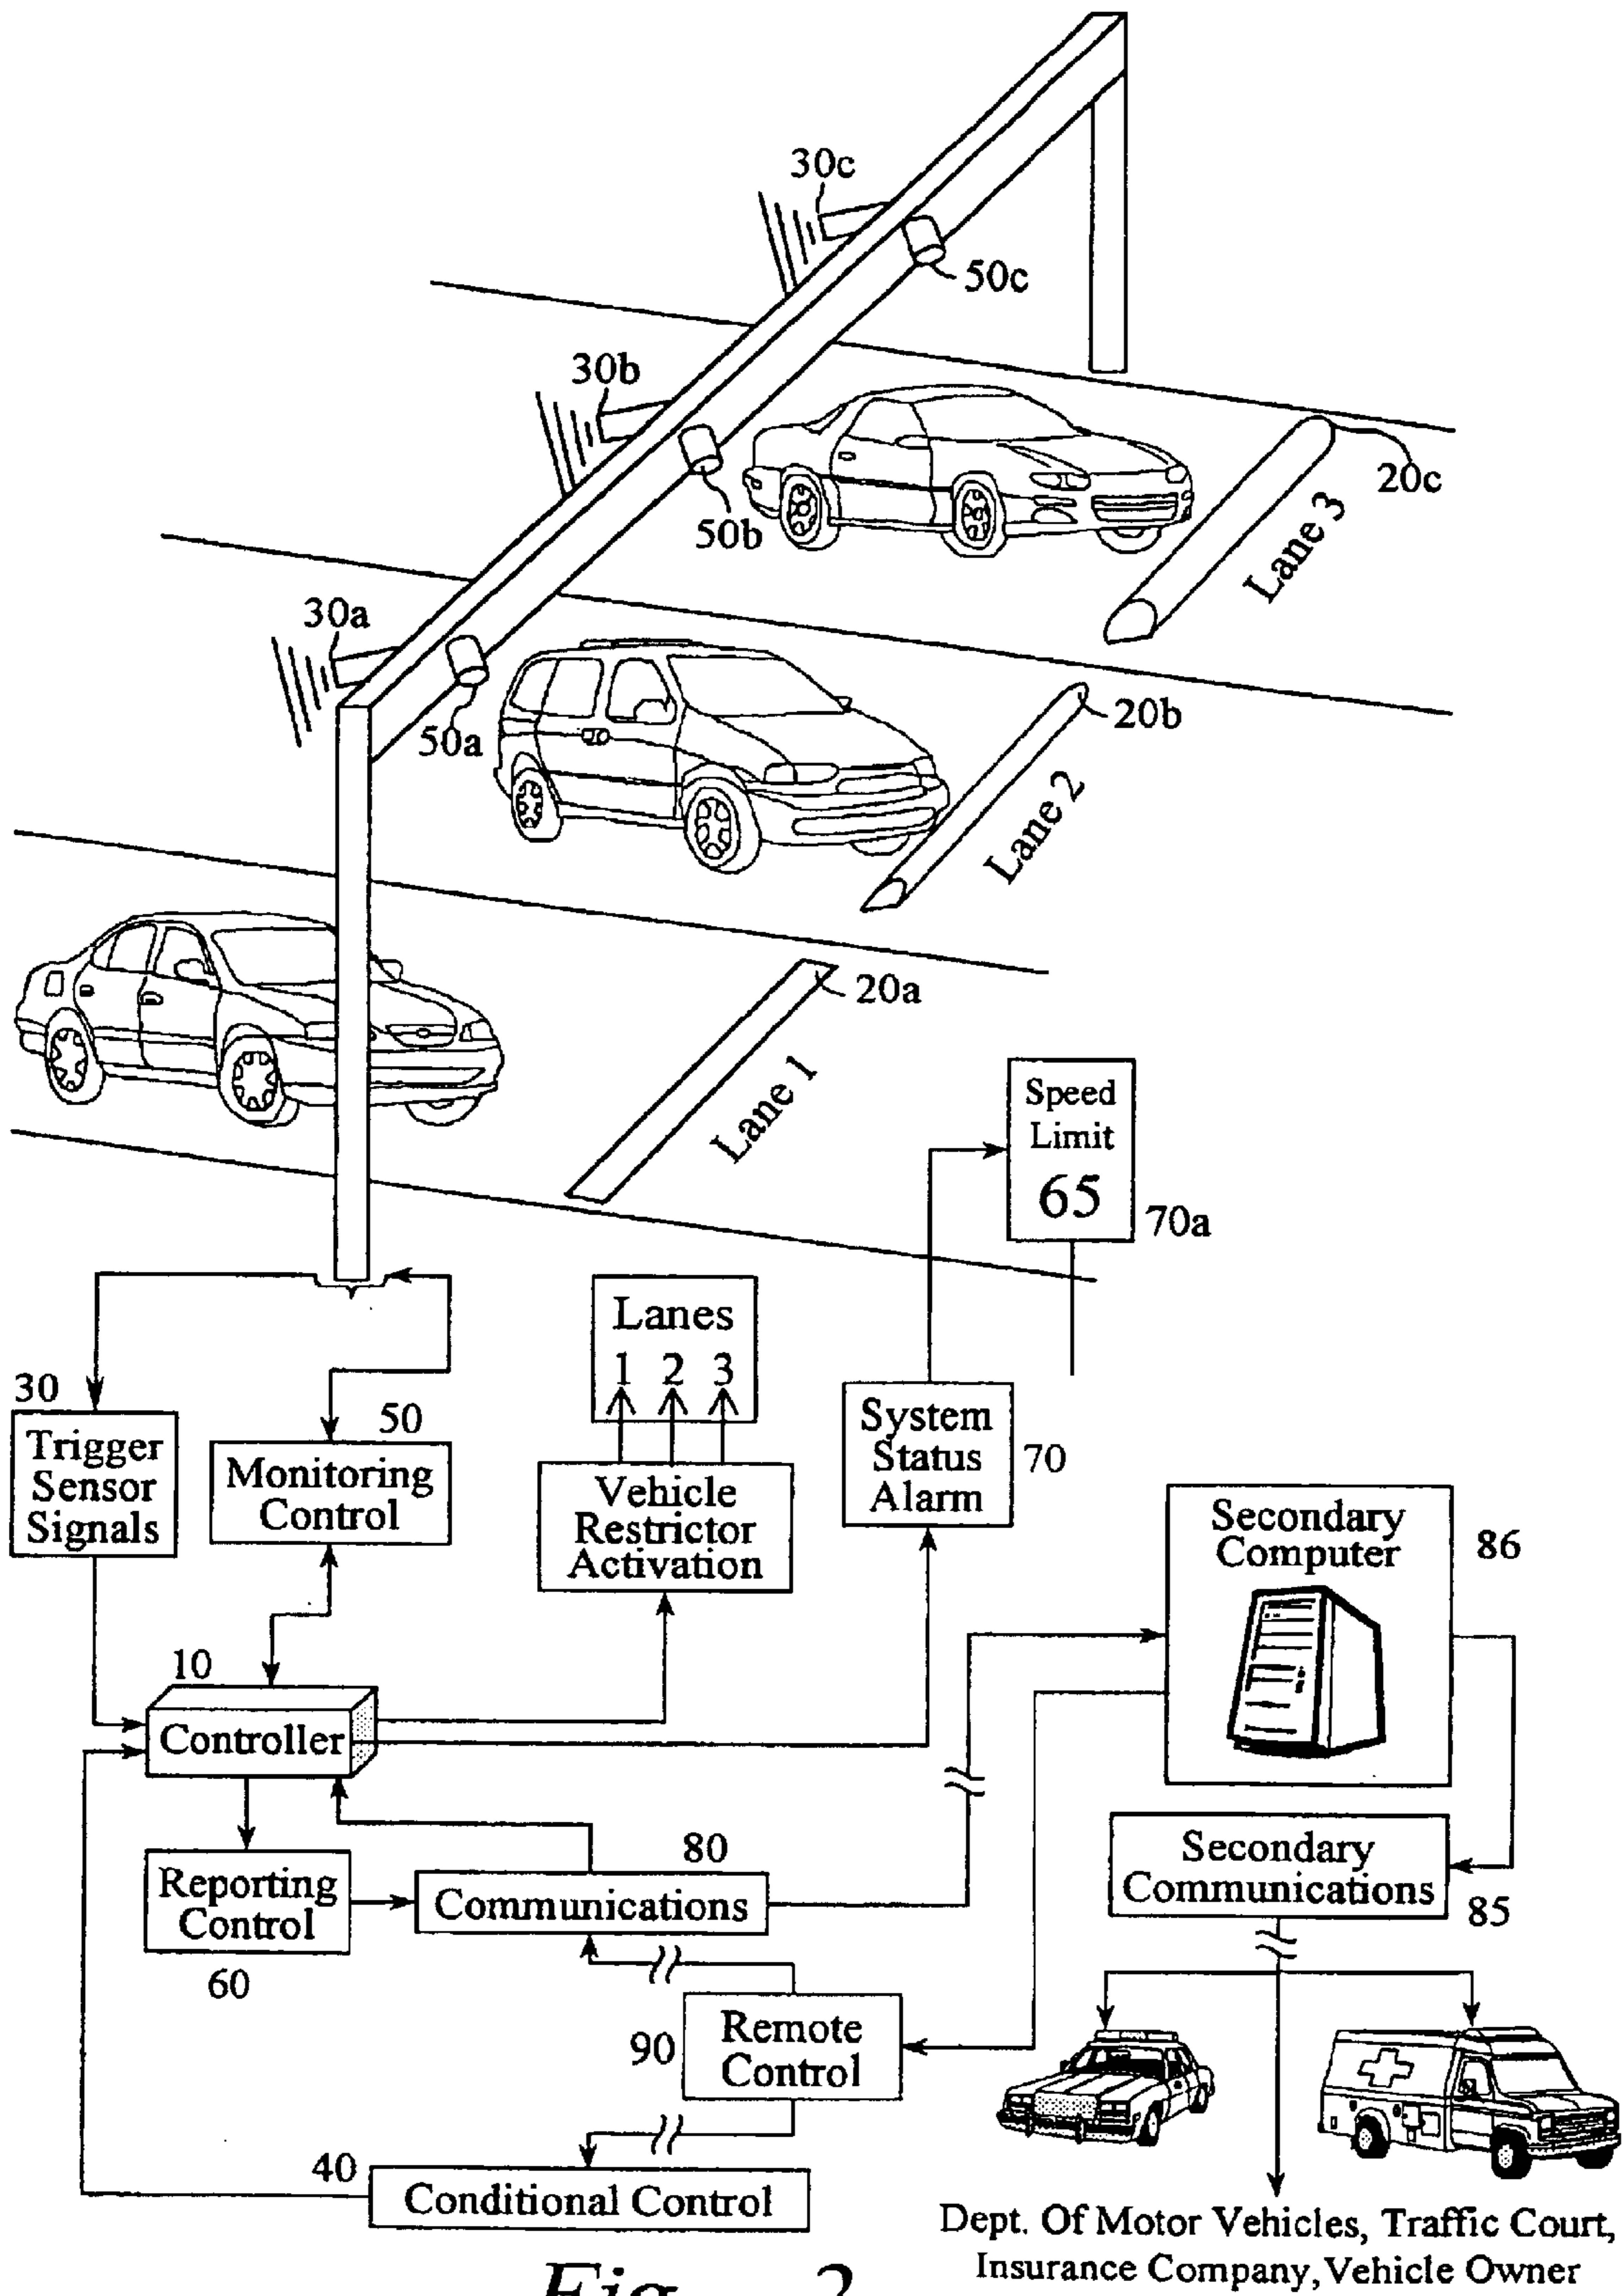 30c
50c
30b
50b
20c
Lane 3
30a
50a
20b
Lane 2
20a
Lane 1
Speed
Limit
65
70a
Lanes
1 2 3
30
Trigger
Sensor
Signals
50
Monitoring
Control
Vehicle
Restrictor
Activation
System
Status
Alarm
70
Secondary
Computer
86
10
Controller
Reporting
Control
60
80
Communications
Secondary
Communications
85
90
Remote
Control
40
Conditional Control
Dept. Of Motor Vehicles, Traffic Court,
Insurance Company, Vehicle Owner
Fig. 2